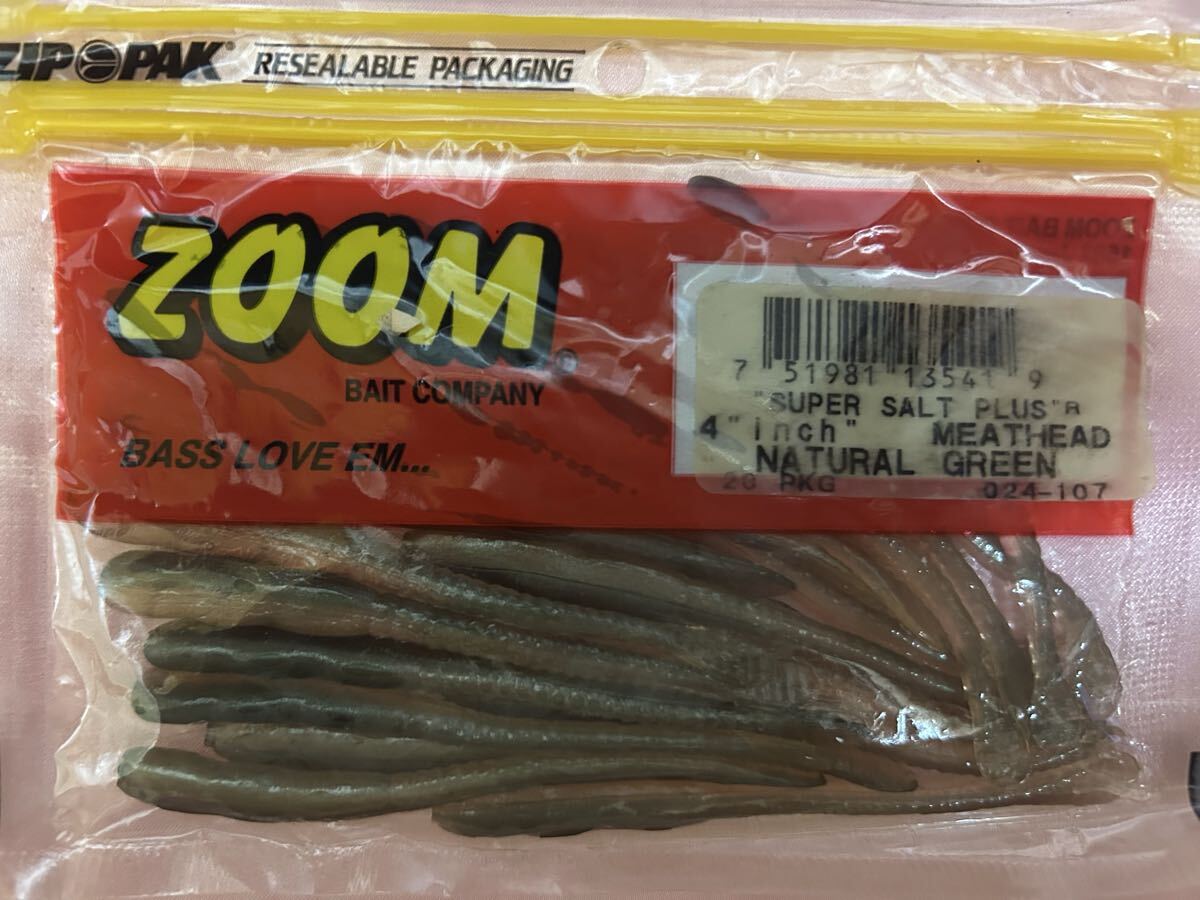 ZIP PAK®
RESEALABLE PACKAGING
ZOOM®
BAIT COMPANY
BASS LOVE EM...
7 51981 13541 9
"SUPER SALT PLUS"R
4"inch" MEATHEAD
NATURAL GREEN
20 PKG 024-107